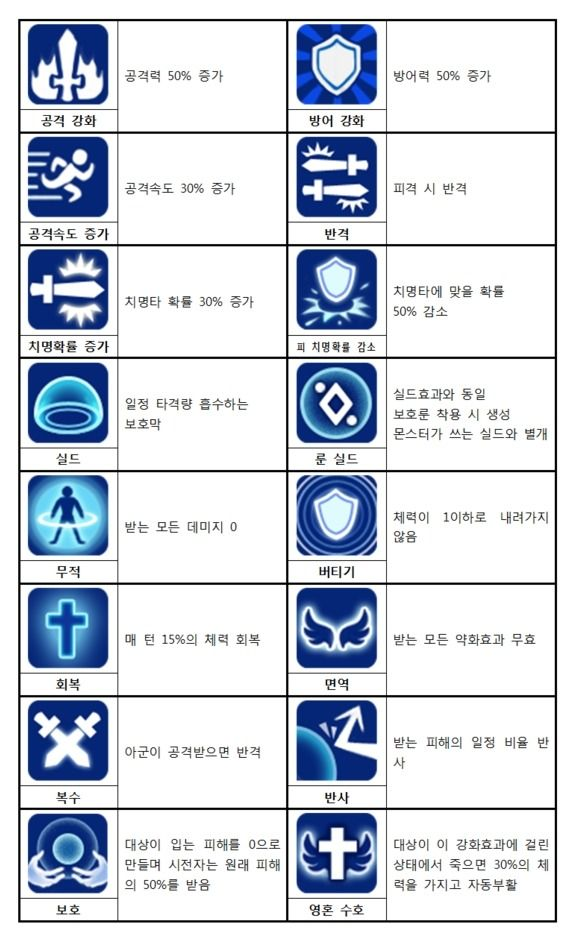 공격력 50% 증가
공격 강화
방어력 50% 증가
방어 강화
공격속도 30% 증가
공격속도 증가
피격 시 반격
반격
치명타 확률 30% 증가
치명확률 증가
치명타에 맞을 확률
50% 감소
피 치명확률 감소
일정 타격량 흡수하는
보호막
실드
실드효과와 동일
보호룬 착용 시 생성
몬스터가 쓰는 실드와 별개
룬 실드
받는 모든 데미지 0
무적
체력이 1이하로 내려가지
않음
버티기
매 턴 15%의 체력 회복
회복
받는 모든 약화효과 무효
면역
아군이 공격받으면 반격
복수
받는 피해의 일정 비율 반
사
반사
대상이 입는 피해를 0으로
만들며 시전자는 원래 피해
의 50%를 받음
보호
대상이 이 강화효과에 걸린
상태에서 죽으면 30%의 체
력을 가지고 자동부활
영혼 수호